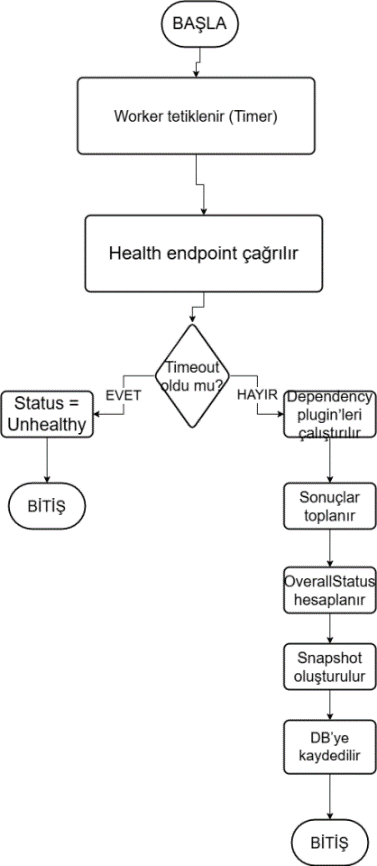 BAŞLA
Worker tetiklenir (Timer)
Health endpoint çağrılır
Timeout
oldu mu?
EVET
HAYIR
Status =
Unhealthy
Dependency
plugin'leri
çalıştırılır
BİTİŞ
Sonuçlar
toplanır
OverallStatus
hesaplanır
Snapshot
oluşturulur
DB'ye
kaydedilir
BİTİŞ